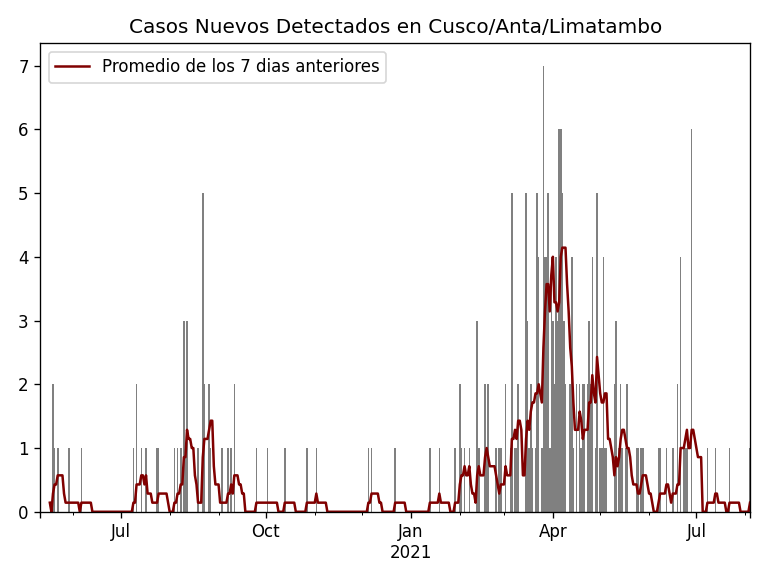 Casos Nuevos Detectados en Cusco/Anta/Limatambo
Promedio de los 7 dias anteriores
7
6
5
4
3
2
1
0
Jul
Oct
Jan
Apr
Jul
2021